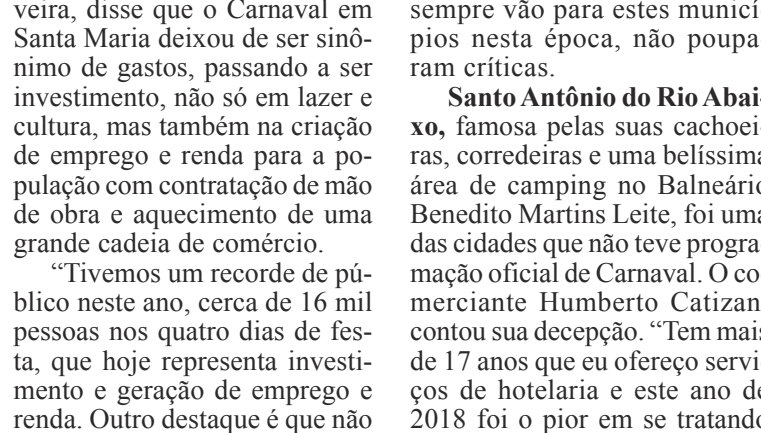 veira, disse que o Carnaval em
Santa Maria deixou de ser sinô-
nimo de gastos, passando a ser
investimento, não só em lazer e
cultura, mas também na criação
de emprego e renda para a po-
pulação com contratação de mão
de obra e aquecimento de uma
grande cadeia de comércio.
“Tivemos um recorde de pú-
blico neste ano, cerca de 16 mil
pessoas nos quatro dias de fes-
ta, que hoje representa investi-
mento e geração de emprego e
renda. Outro destaque é que não
sempre vão para estes municí
pios nesta época, não poupa
ram críticas.
Santo Antônio do Rio Abai-
xo, famosa pelas suas cachoei-
ras, corredeiras e uma belíssima
área de camping no Balneário
Benedito Martins Leite, foi uma
das cidades que não teve progra
mação oficial de Carnaval. O co
merciante Humberto Catizan
contou sua decepção. “Tem mais
de 17 anos que eu ofereço servi
ços de hotelaria e este ano de
2018 foi o pior em se tratando